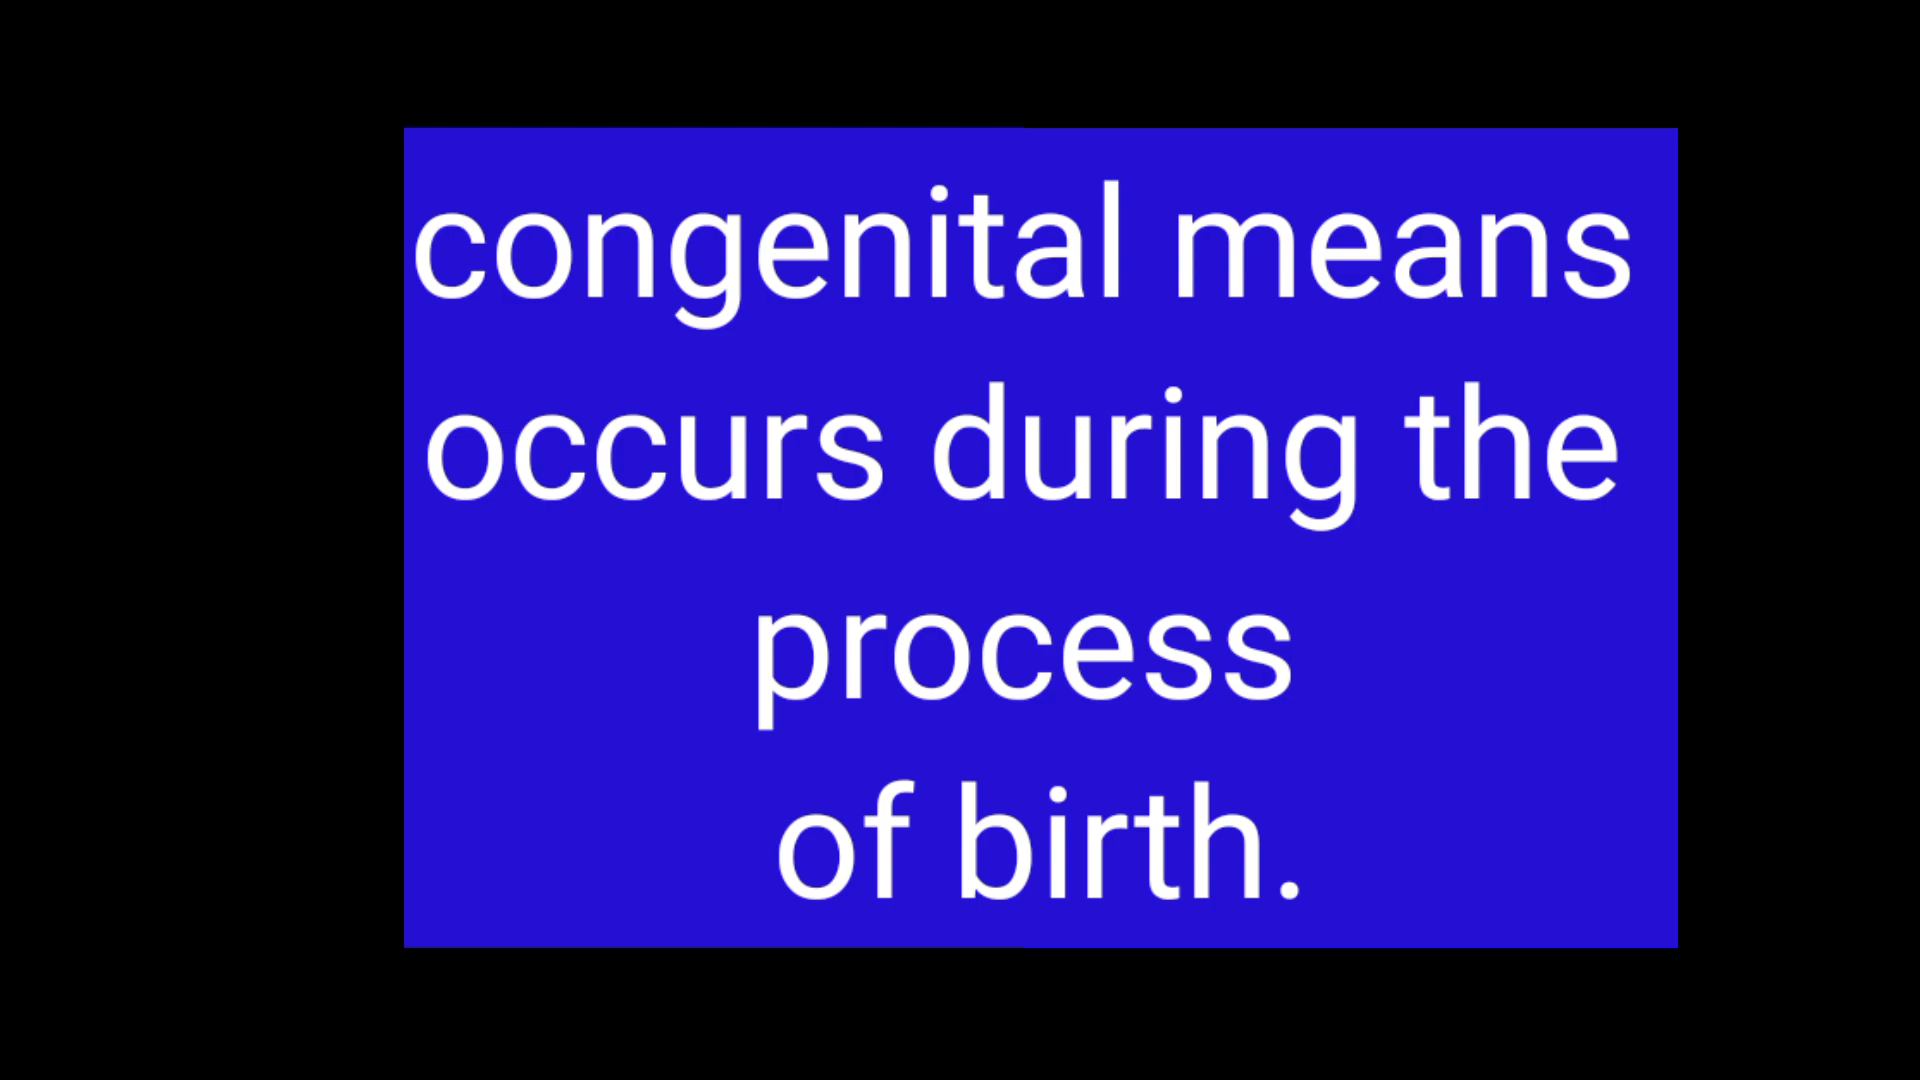 congenital means
occurs during the
process
of birth.